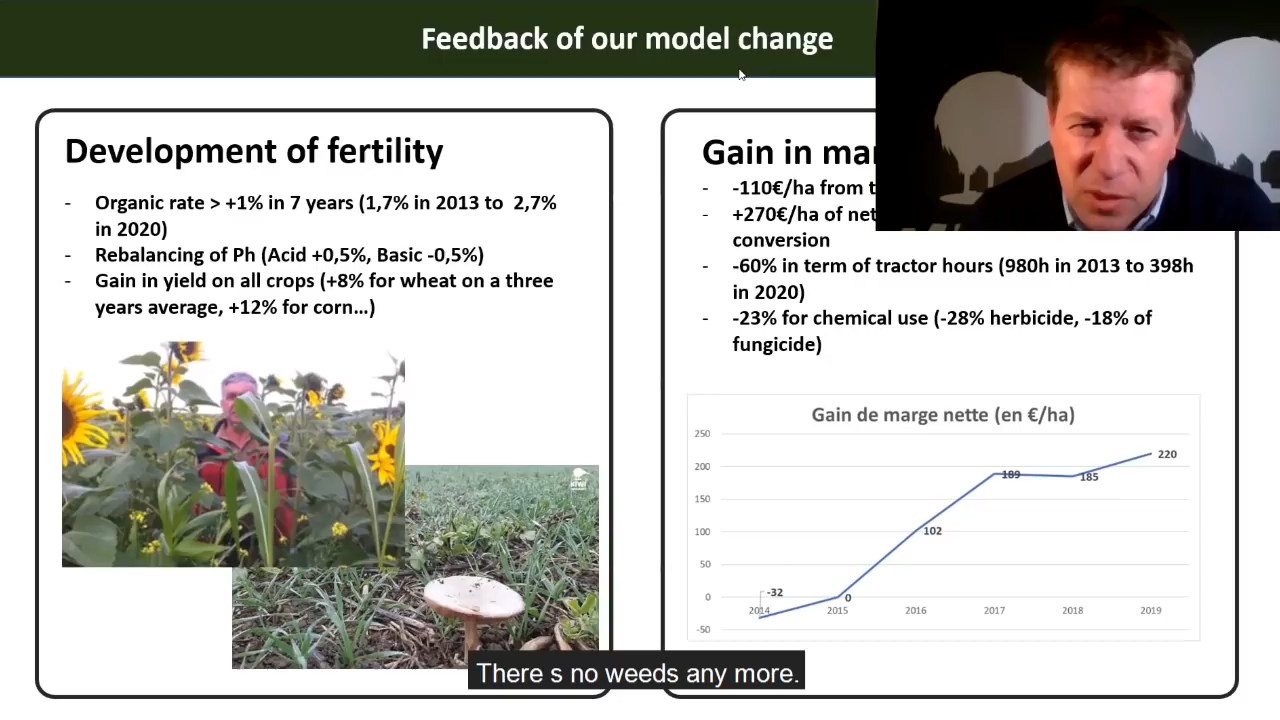 Feedback of our model change
Development of fertility
- Organic rate > +1% in 7 years (1,7% in 2013 to 2,7%
in 2020)
- Rebalancing of Ph (Acid +0,5%, Basic -0,5%)
- Gain in yield on all crops (+8% for wheat on a three
years average, +12% for corn…)
KIWI
Gain in
- -110€/ha from
- +270€/ha of net
conversion
- -60% in term of tractor hours (980h in 2013 to 398h
in 2020)
- -23% for chemical use (-28% herbicide, -18% of
fungicide)
Gain de marge nette (en €/ha)
250
200
150
100
50
0
-50
-32
0
102
189
185
220
2014 2015 2016 2017 2018 2019
There s no weeds any more.